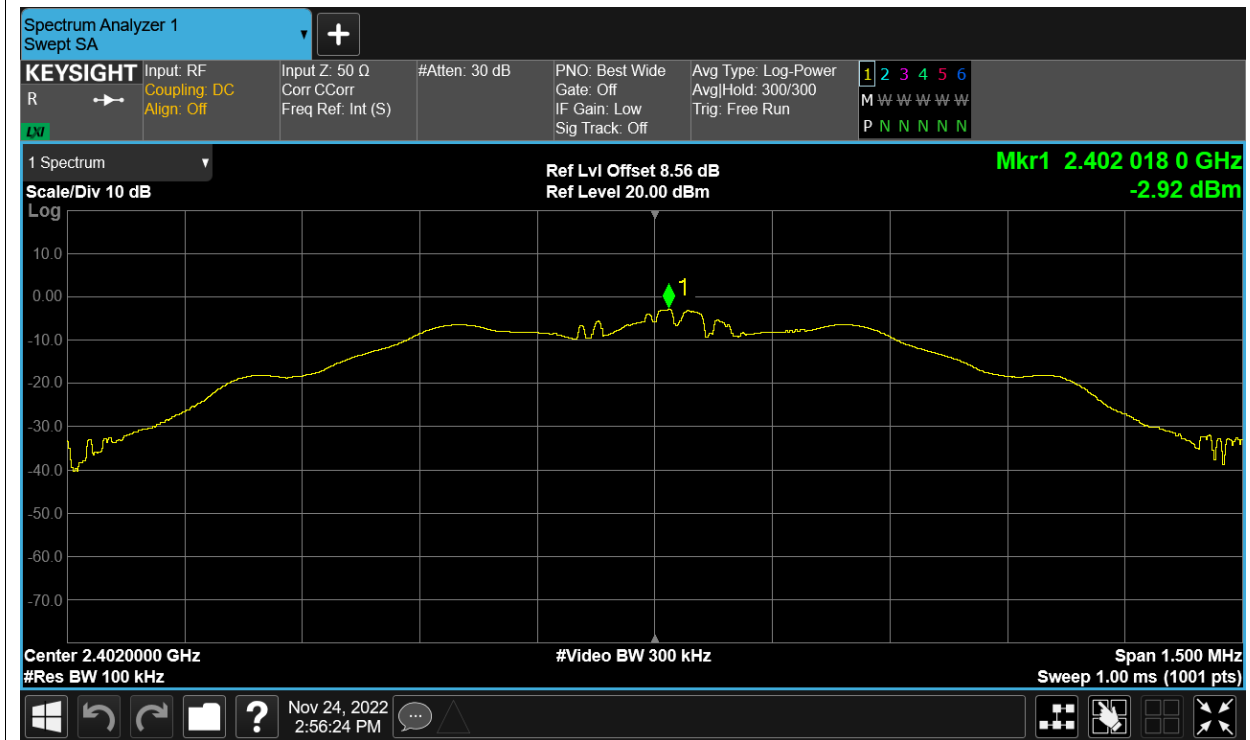 Spectrum Analyzer 1
Swept SA
KEYSIGHT
R
LXI
Input: RF
Coupling: DC
Align: Off
Input Z: 50 Ω
Corr CCorr
Freq Ref: Int (S)
#Atten: 30 dB
PNO: Best Wide
Gate: Off
IF Gain: Low
Sig Track: Off
Avg Type: Log-Power
Avg|Hold: 300/300
Trig: Free Run
1 2 3 4 5 6
M W W W W W
P N N N N N
1 Spectrum
Scale/Div 10 dB
Log
Ref Lvl Offset 8.56 dB
Ref Level 20.00 dBm
Mkr1 2.402 018 0 GHz
-2.92 dBm
10.0
0.00
-10.0
-20.0
-30.0
-40.0
-50.0
-60.0
-70.0
1
Center 2.4020000 GHz
#Res BW 100 kHz
#Video BW 300 kHz
Span 1.500 MHz
Sweep 1.00 ms (1001 pts)
?
Nov 24, 2022
2:56:24 PM